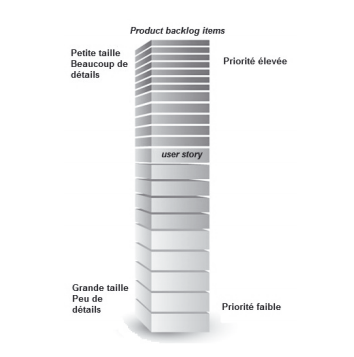 Product backlog items
Petite taille
Beaucoup de
détails
Priorité élevée
user story
Grande taille
Peu de
détails
Priorité faible